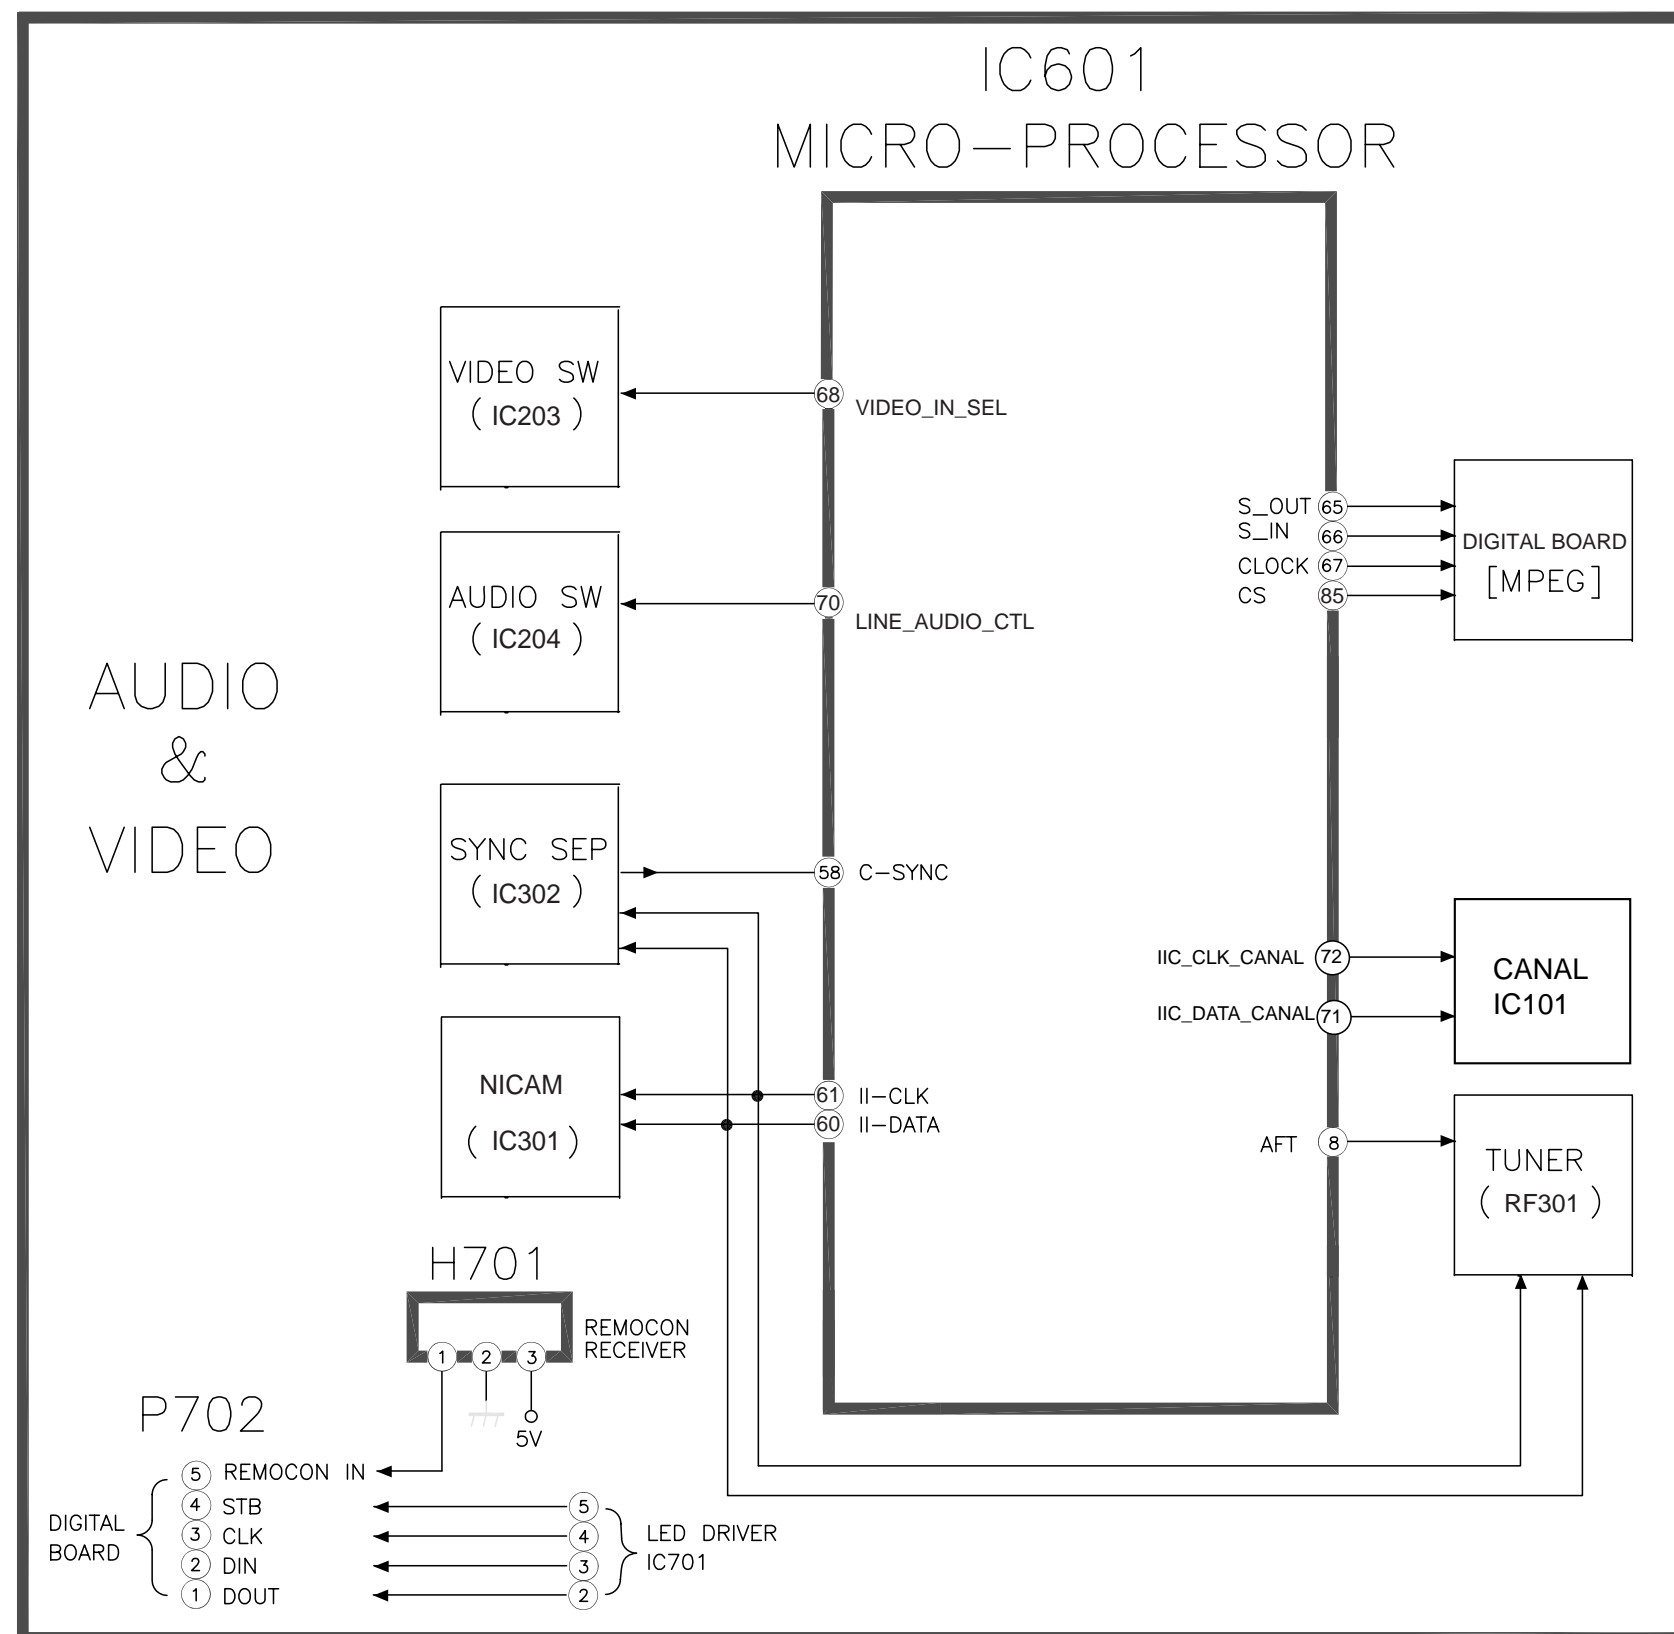 IC601
MICRO-PROCESSOR
VIDEO SW
( IC203 )
68
VIDEO_IN_SEL
S_OUT 65
S_IN 66
CLOCK 67
CS 85
DIGITAL BOARD
[MPEG]
AUDIO SW
( IC204 )
70
LINE_AUDIO_CTL
AUDIO
&
VIDEO
SYNC SEP
( IC302 )
58 C-SYNC
IIC_CLK_CANAL 72
IIC_DATA_CANAL 71
CANAL
IC101
NICAM
( IC301 )
61 II-CLK
60 II-DATA
AFT 8
TUNER
( RF301 )
H701
REMOCON
RECEIVER
1 2 3
5V
P702
5 REMOCON IN
4 STB
3 CLK
2 DIN
1 DOUT
DIGITAL
BOARD
5
4
3
2
LED DRIVER
IC701